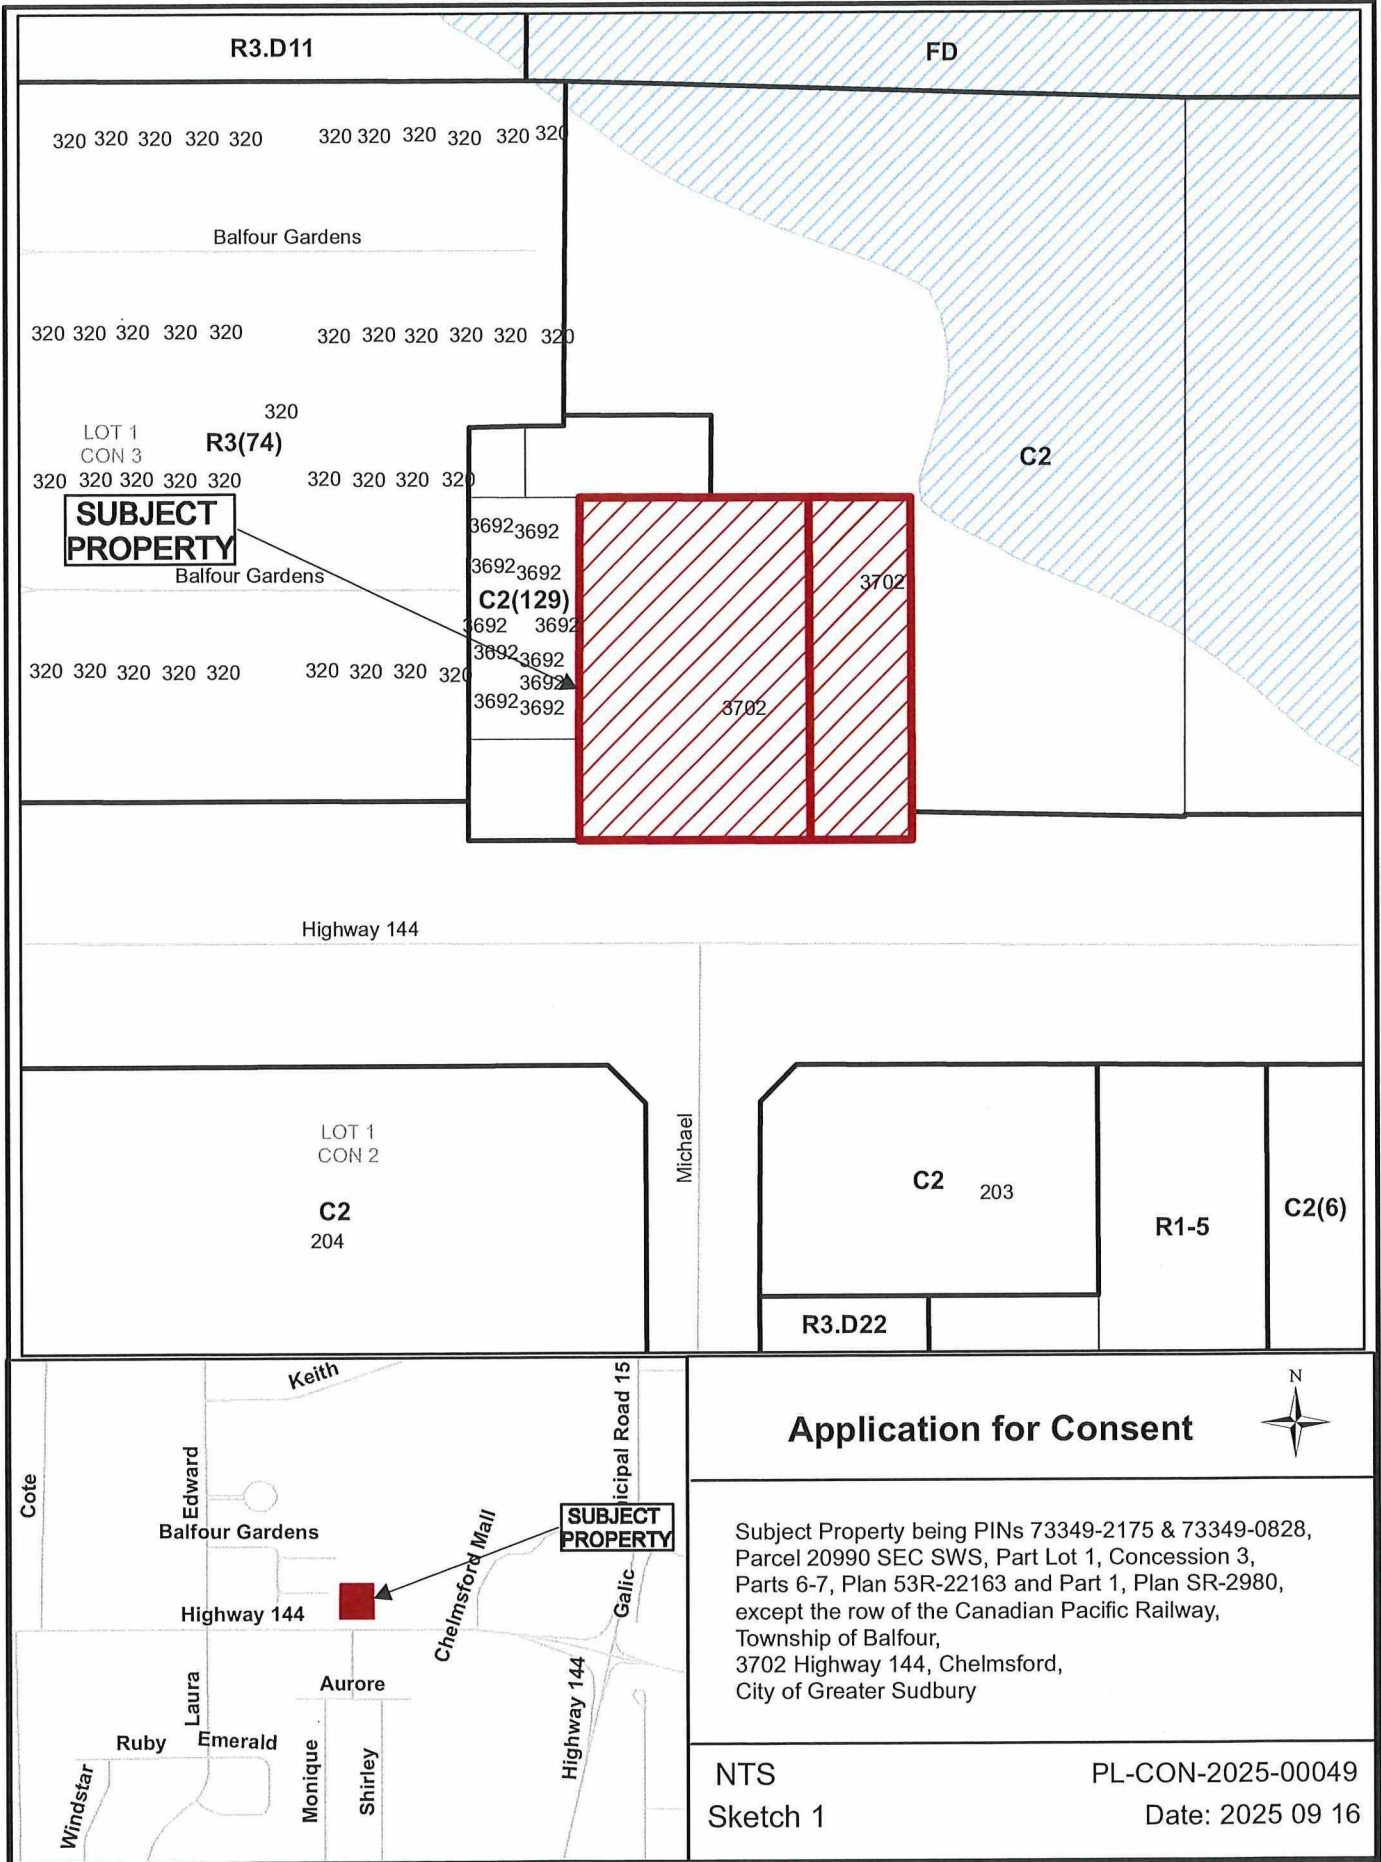 R3.D11
FD
320 320 320 320 320 320 320 320 320 320 320
Balfour Gardens
320 320 320 320 320 320 320 320 320 320 320
320
LOT 1
CON 3
R3(74)
C2
320 320 320 320 320 320 320 320 320
SUBJECT
PROPERTY
3692 3692
3692 3692
Balfour Gardens
3702
C2(129)
3692 3692
3692 3692
320 320 320 320 320 320 320 320 320
3692
3692 3692
3702
Highway 144
LOT 1
CON 2
C2
204
Michael
C2
203
R1-5
C2(6)
R3.D22
Keith
Cote
Edward
icipal Road 15
Balfour Gardens
Chelmsford Mall
SUBJECT
PROPERTY
Galic
Highway 144
Laura
Aurore
Highway 144
Ruby
Emerald
Monique
Shirley
Windstar
N
Application for Consent
Subject Property being PINs 73349-2175 & 73349-0828,
Parcel 20990 SEC SWS, Part Lot 1, Concession 3,
Parts 6-7, Plan 53R-22163 and Part 1, Plan SR-2980,
except the row of the Canadian Pacific Railway,
Township of Balfour,
3702 Highway 144, Chelmsford,
City of Greater Sudbury
NTS
PL-CON-2025-00049
Sketch 1
Date: 2025 09 16